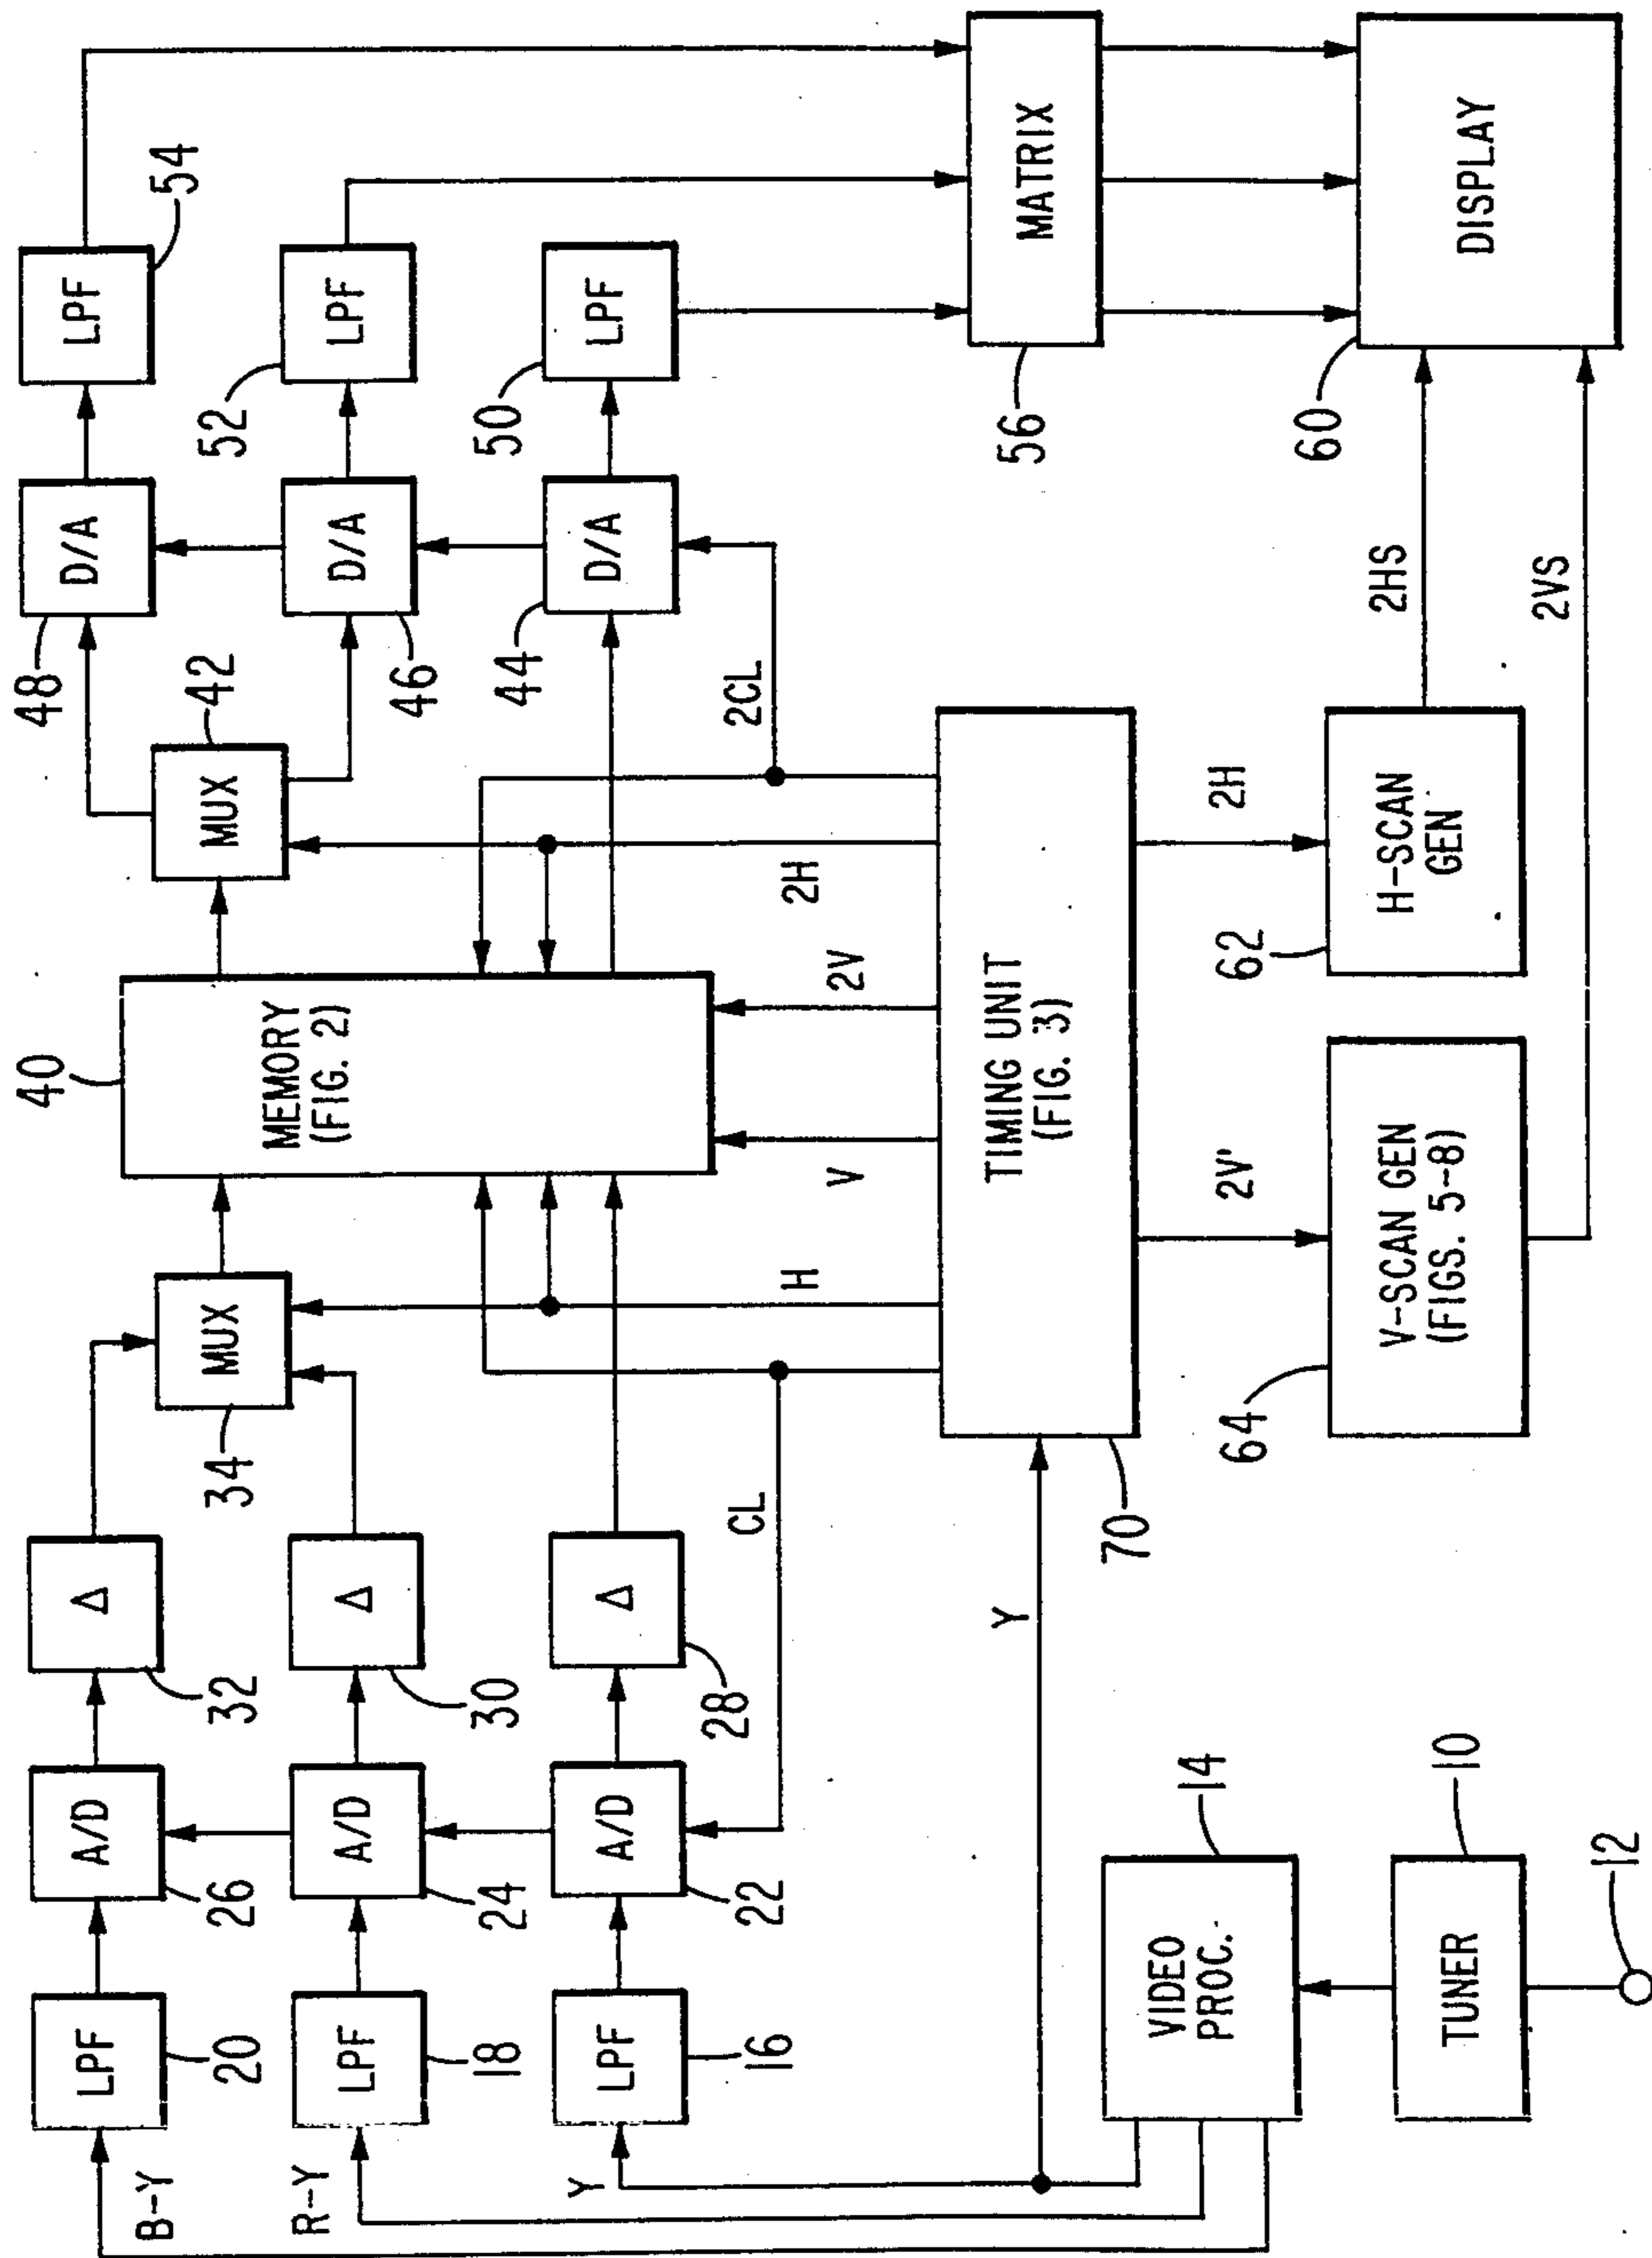 40
48
B-Y
LPF
A/D
Δ
D/A
LPF
20
26
32
42
54
34
MUX
MUX
R-Y
LPF
A/D
Δ
MEMORY
(FIG. 2)
D/A
LPF
52
18
24
30
46
50
44
Y
LPF
A/D
Δ
D/A
LPF
16
22
28
CL
2CL
H
V
2V
2H
Y
TIMING UNIT
(FIG. 3)
MATRIX
70
56
14
VIDEO
PROC.
2V'
2H
64
62
60
2HS
10
TUNER
V-SCAN GEN
(FIGS. 5-8)
H-SCAN
GEN
DISPLAY
2VS
12